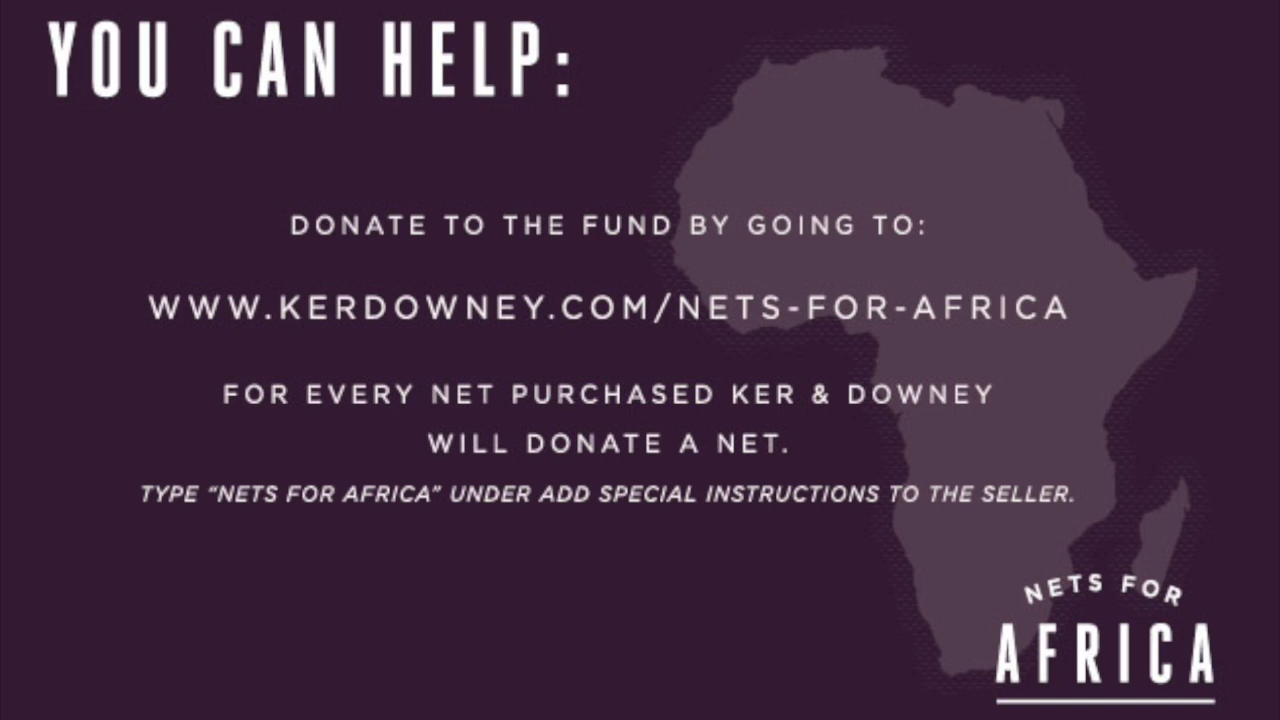 YOU CAN HELP:
DONATE TO THE FUND BY GOING TO:
WWW.KERDOWNEY.COM/NETS-FOR-AFRICA
FOR EVERY NET PURCHASED KER & DOWNEY
WILL DONATE A NET.
TYPE “NETS FOR AFRICA” UNDER ADD SPECIAL INSTRUCTIONS TO THE SELLER.
NETS FOR
AFRICA